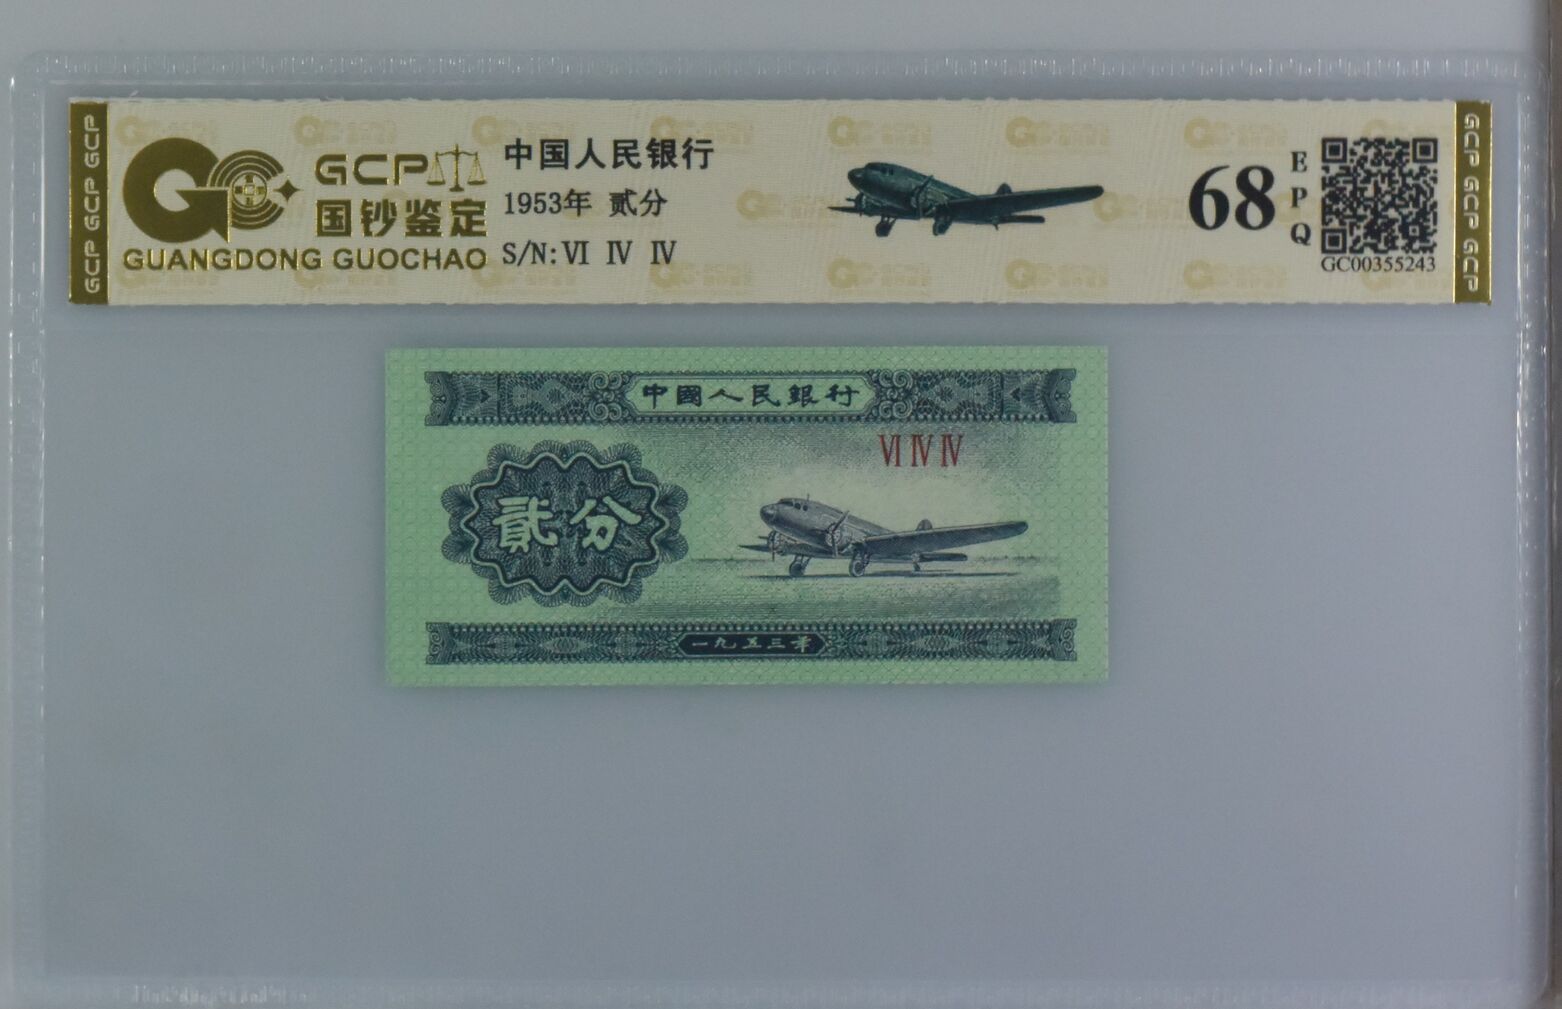 GCP GCP GCP
GCP
国钞鉴定
GUANGDONG GUOCHAO
中国人民银行
1953年 贰分
S/N: Ⅵ Ⅳ Ⅳ
68
EPQ
GC00355243
GCP GCP GCP
中國人民銀行
Ⅵ Ⅳ Ⅳ
貳分
一九五三年